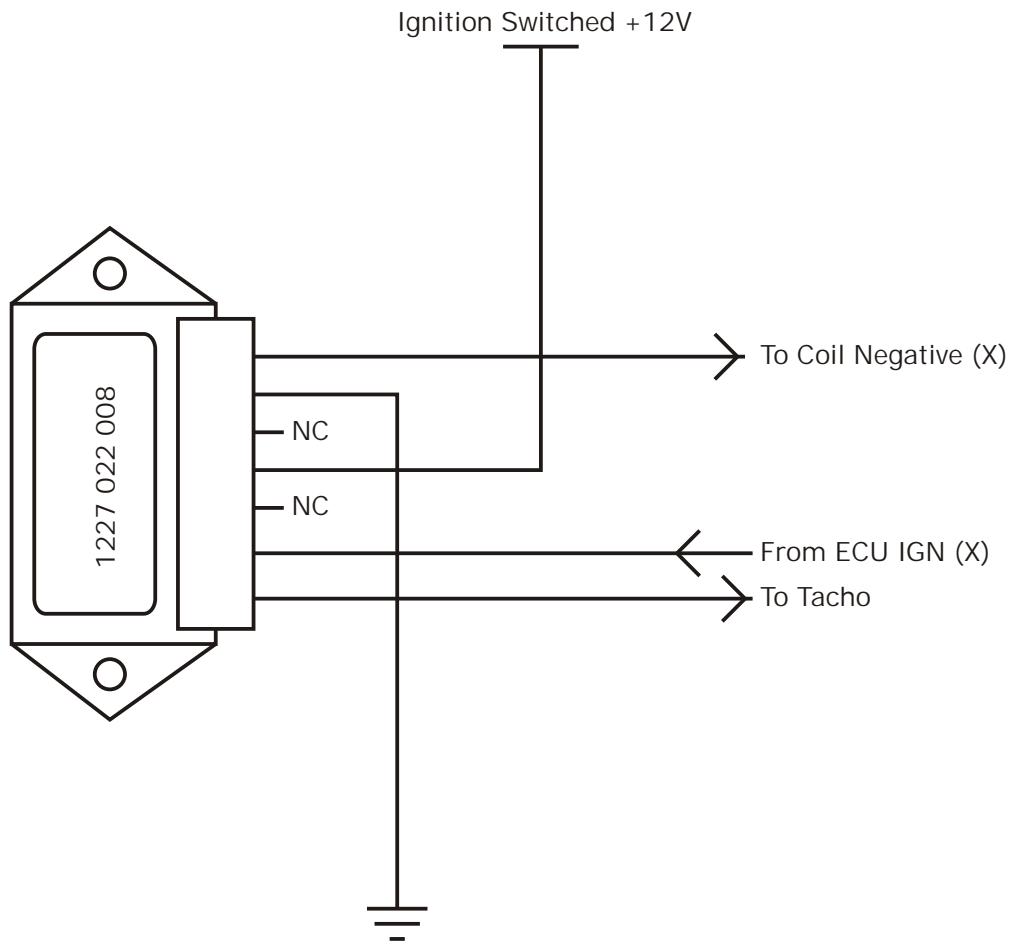 Ignition Switched +12V
To Coil Negative (X)
NC
NC
From ECU IGN (X)
To Tacho
1227 022 008